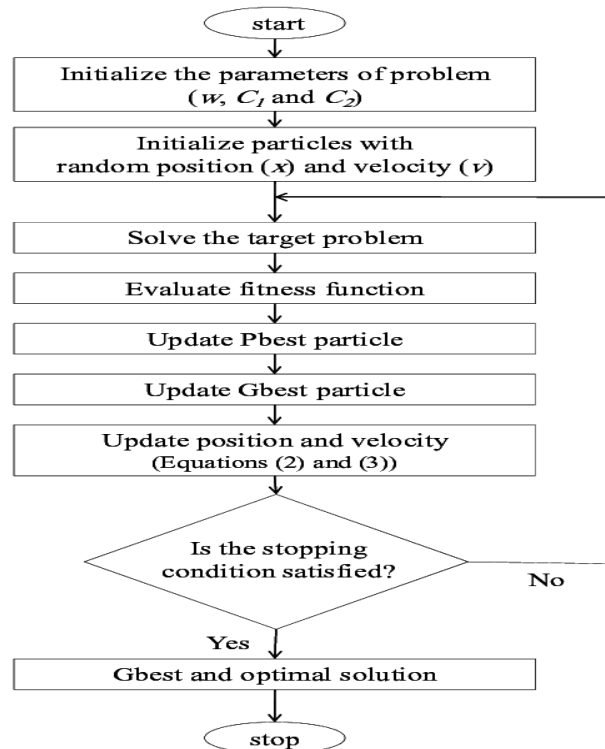 start
Initialize the parameters of problem
(w, C1 and C2)
Initialize particles with
random position (x) and velocity (v)
Solve the target problem
Evaluate fitness function
Update Pbest particle
Update Gbest particle
Update position and velocity
(Equations (2) and (3))
Is the stopping
condition satisfied?
No
Yes
Gbest and optimal solution
stop